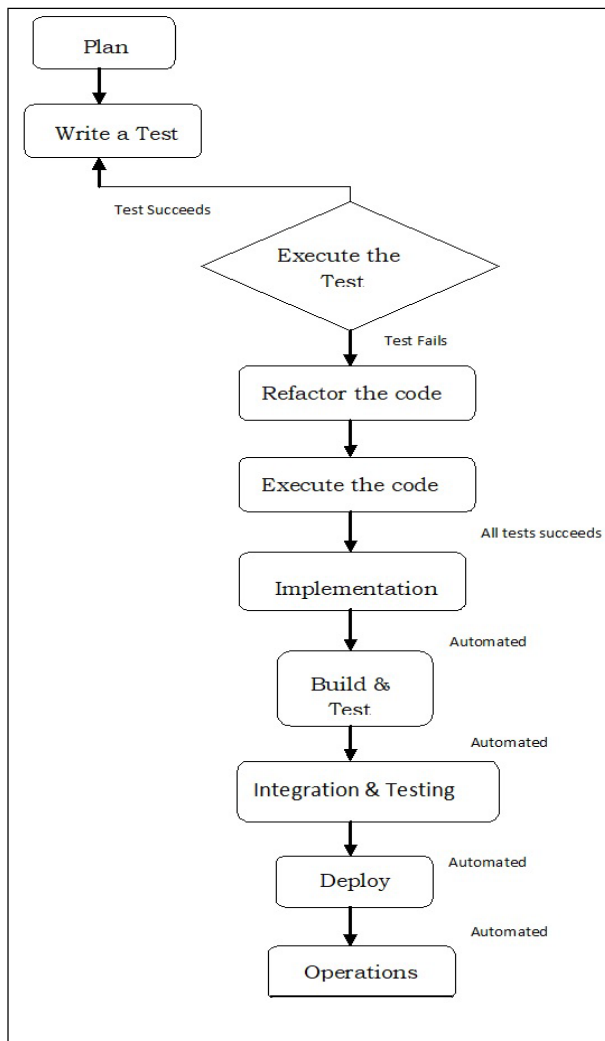 Plan
Write a Test
Test Succeeds
Execute the
Test
Test Fails
Refactor the code
Execute the code
All tests succeeds
Implementation
Automated
Build &
Test
Automated
Integration & Testing
Automated
Deploy
Automated
Operations